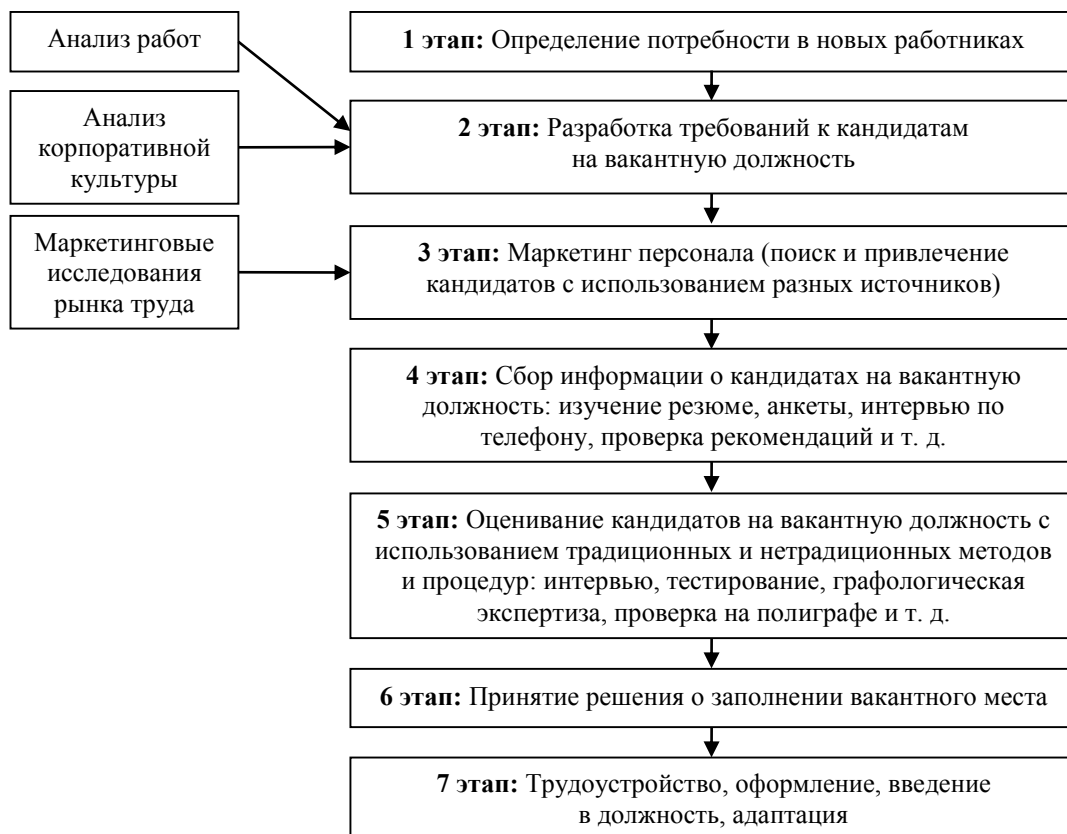 Анализ работ
1 этап: Определение потребности в новых работниках
Анализ
корпоративной
культуры
2 этап: Разработка требований к кандидатам
на вакантную должность
Маркетинговые
исследования
рынка труда
3 этап: Маркетинг персонала (поиск и привлечение
кандидатов с использованием разных источников)
4 этап: Сбор информации о кандидатах на вакантную
должность: изучение резюме, анкеты, интервью по
телефону, проверка рекомендаций и т. д.
5 этап: Оценивание кандидатов на вакантную должность с
использованием традиционных и нетрадиционных методов
и процедур: интервью, тестирование, графологическая
экспертиза, проверка на полиграфе и т. д.
6 этап: Принятие решения о заполнении вакантного места
7 этап: Трудоустройство, оформление, введение
в должность, адаптация